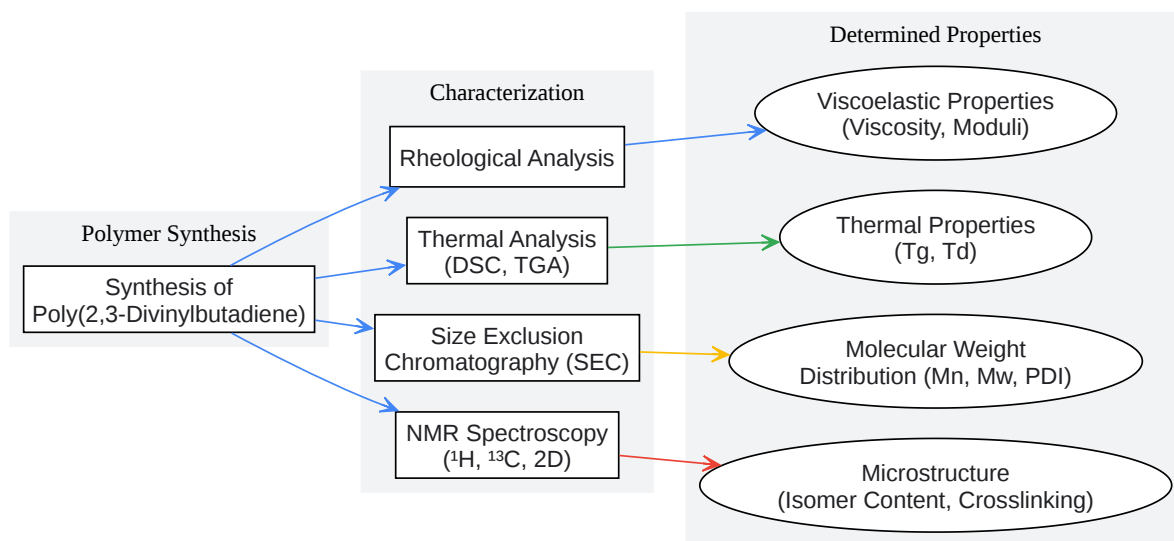 Polymer Synthesis
Synthesis of
Poly(2,3-Divinylbutadiene)
Characterization
Rheological Analysis
Thermal Analysis
(DSC, TGA)
Size Exclusion
Chromatography (SEC)
NMR Spectroscopy
(¹H, ¹³C, 2D)
Determined Properties
Viscoelastic Properties
(Viscosity, Moduli)
Thermal Properties
(Tg, Td)
Molecular Weight
Distribution (Mn, Mw, PDI)
Microstructure
(Isomer Content, Crosslinking)